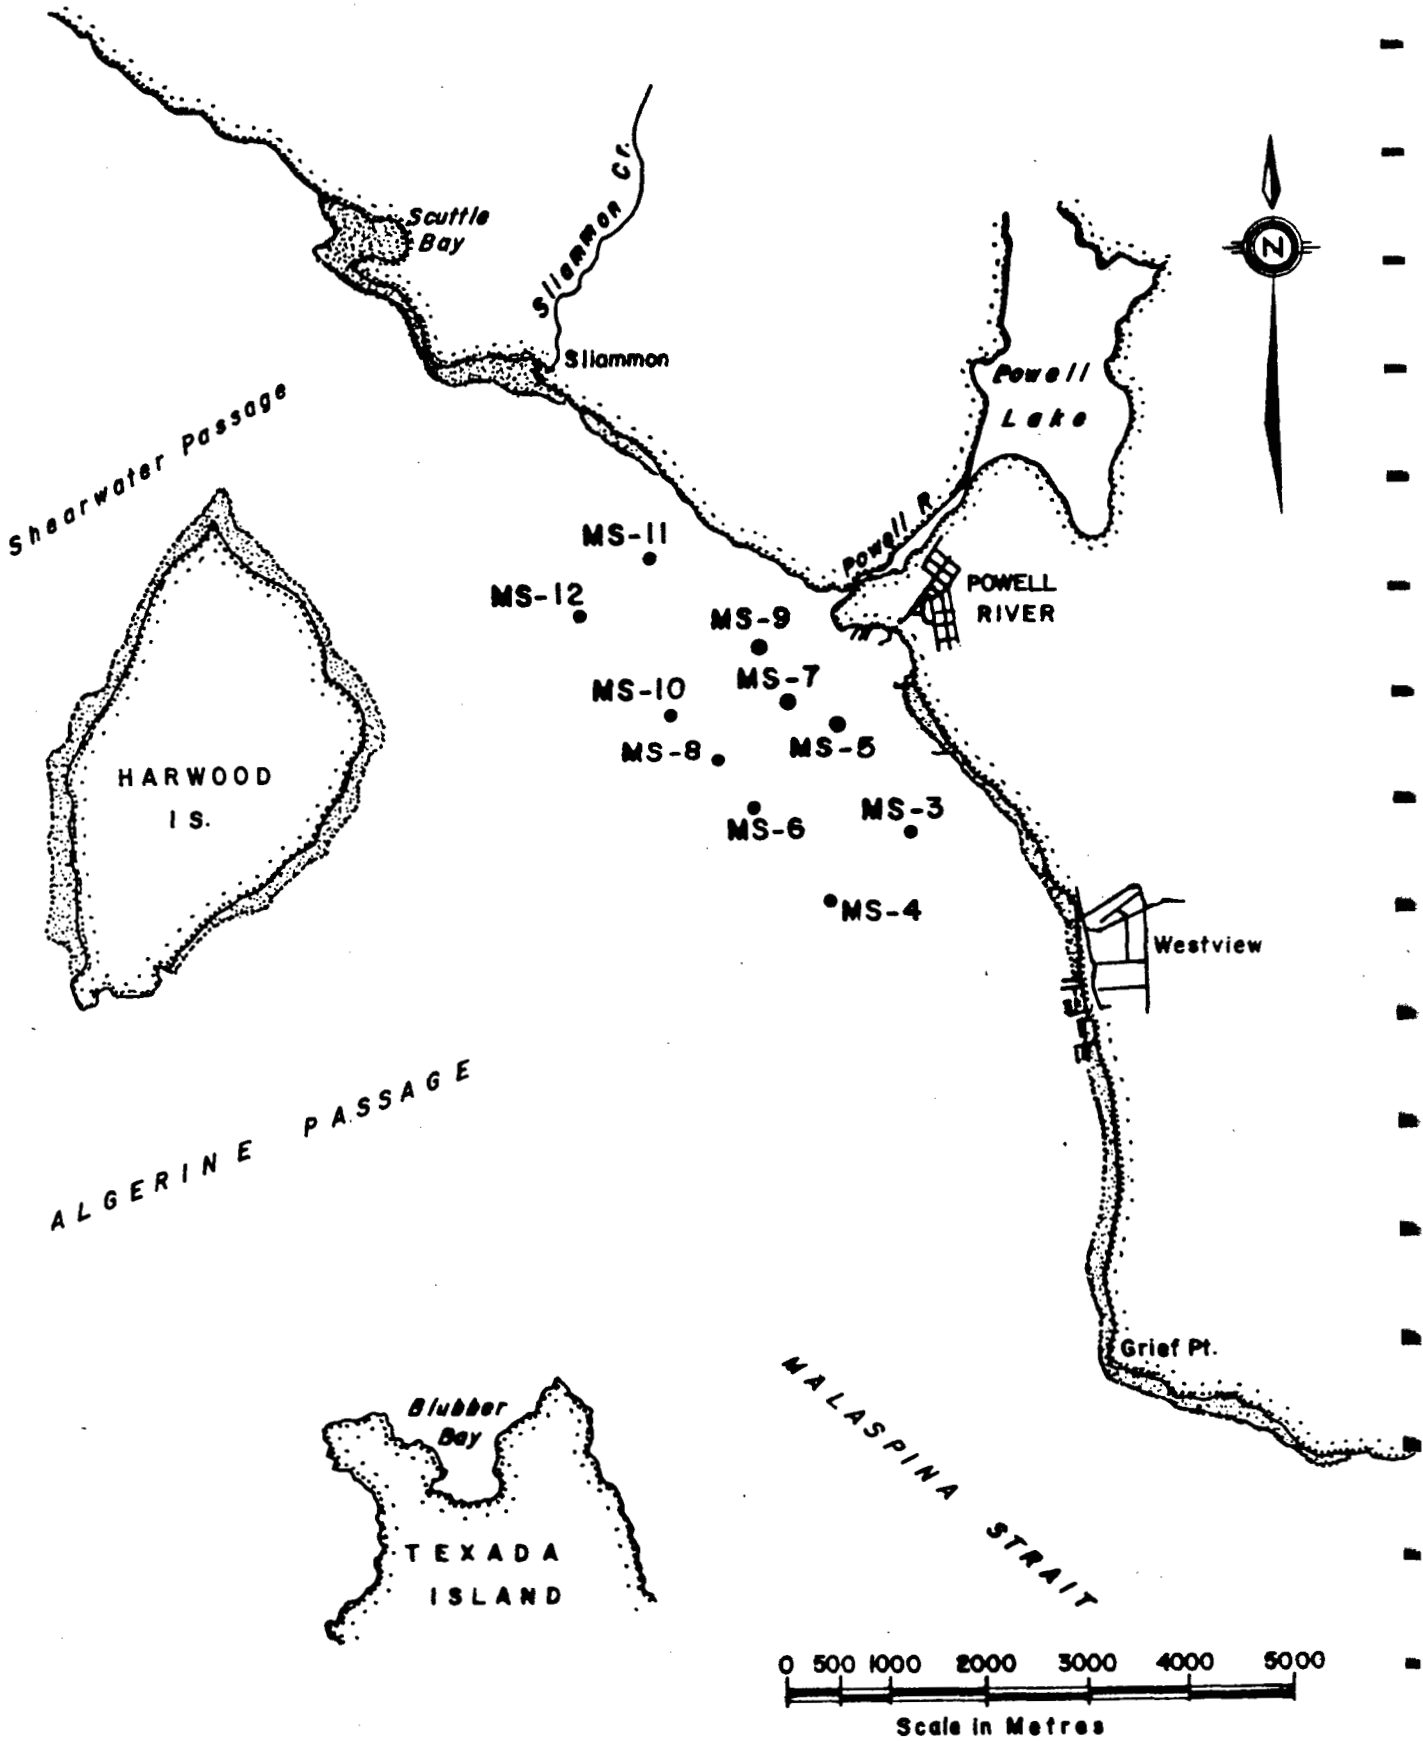 Scuttle
Bay
Sliammon Cr.
Sliammon
N
Powell
Lake
Shearwater Passage
Powell R.
MS-11
MS-12
POWELL
RIVER
MS-9
MS-7
MS-10
MS-5
MS-8
HARWOOD
IS.
MS-3
MS-6
MS-4
Westview
ALGERINE PASSAGE
Grief Pt.
MALASPINA STRAIT
Blubber
Bay
TEXADA
ISLAND
0 500 1000 2000 3000 4000 5000
Scale in Metres